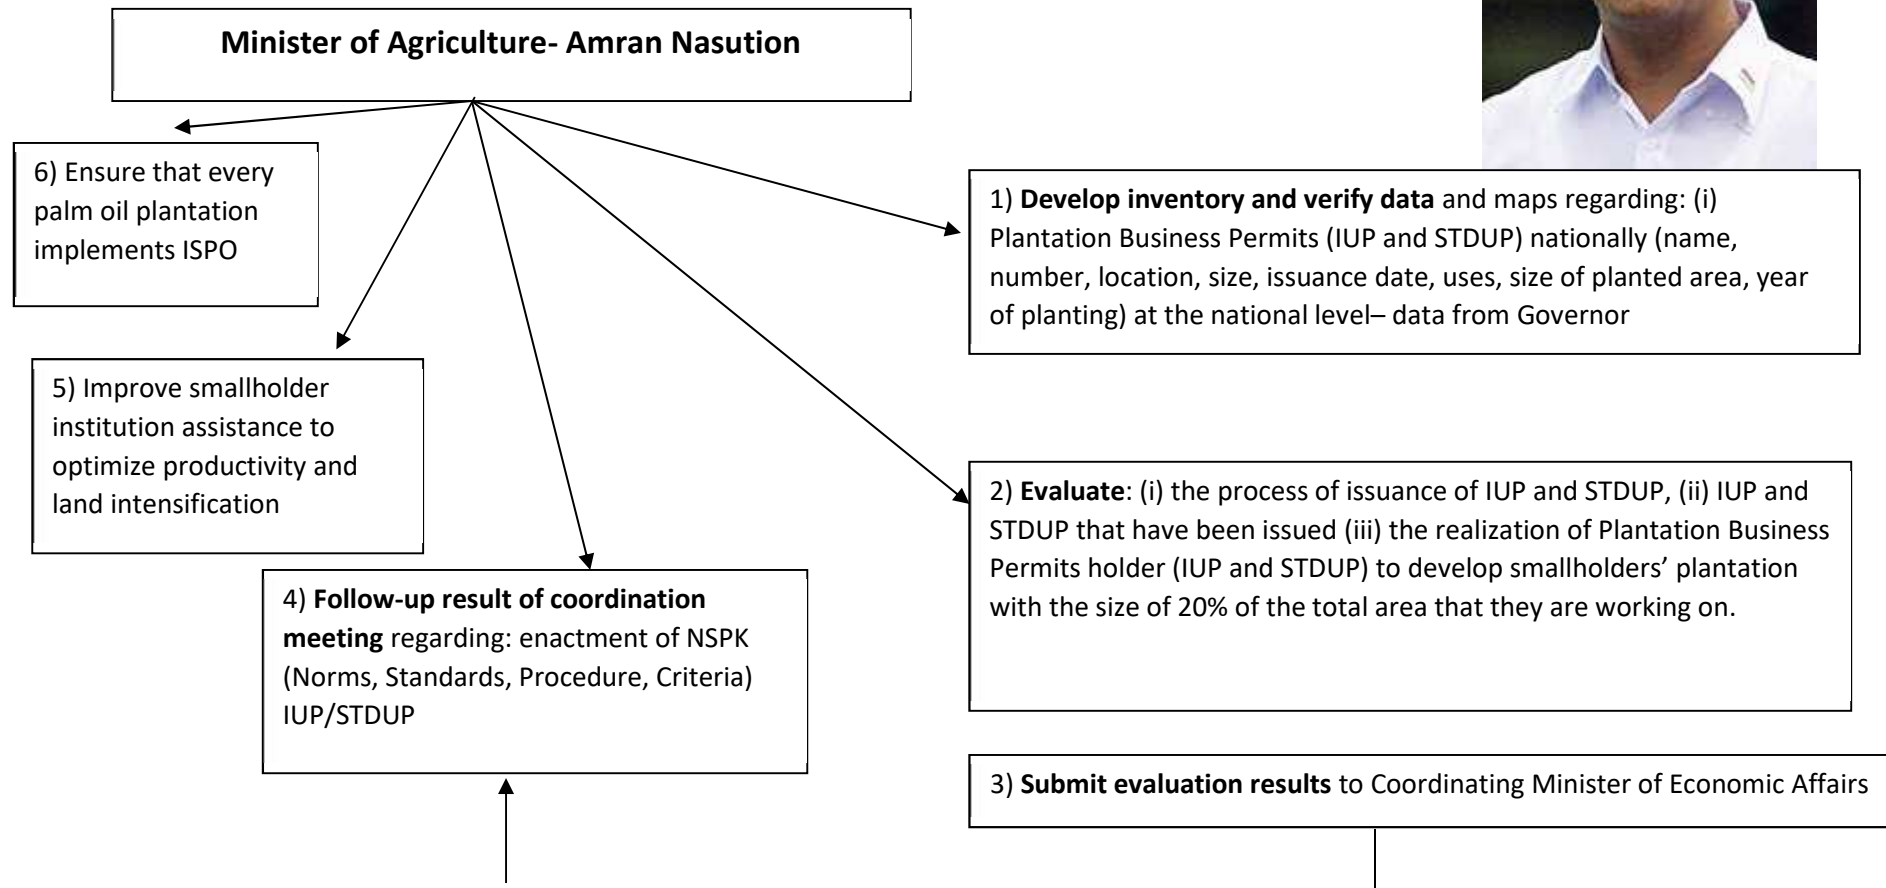 Minister of Agriculture- Amran Nasution
6) Ensure that every
palm oil plantation
implements ISPO
1) Develop inventory and verify data and maps regarding: (i)
Plantation Business Permits (IUP and STDUP) nationally (name,
number, location, size, issuance date, uses, size of planted area, year
of planting) at the national level– data from Governor
5) Improve smallholder
institution assistance to
optimize productivity and
land intensification
2) Evaluate: (i) the process of issuance of IUP and STDUP, (ii) IUP and
STDUP that have been issued (iii) the realization of Plantation Business
Permits holder (IUP and STDUP) to develop smallholders’ plantation
with the size of 20% of the total area that they are working on.
4) Follow-up result of coordination
meeting regarding: enactment of NSPK
(Norms, Standards, Procedure, Criteria)
IUP/STDUP
3) Submit evaluation results to Coordinating Minister of Economic Affairs